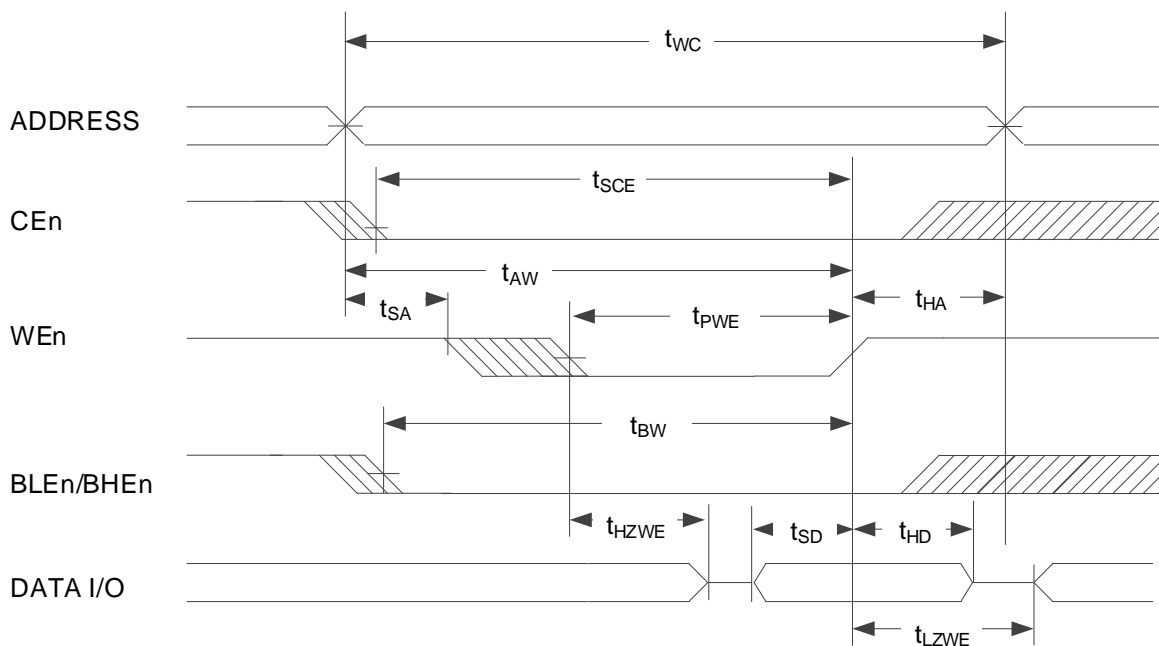 tWC
ADDRESS
tSCE
CEn
tAW
tSA
tHA
tPWE
WEn
tBW
BLEn/BHEn
tHZWE
tSD
tHD
DATA I/O
tLZWE